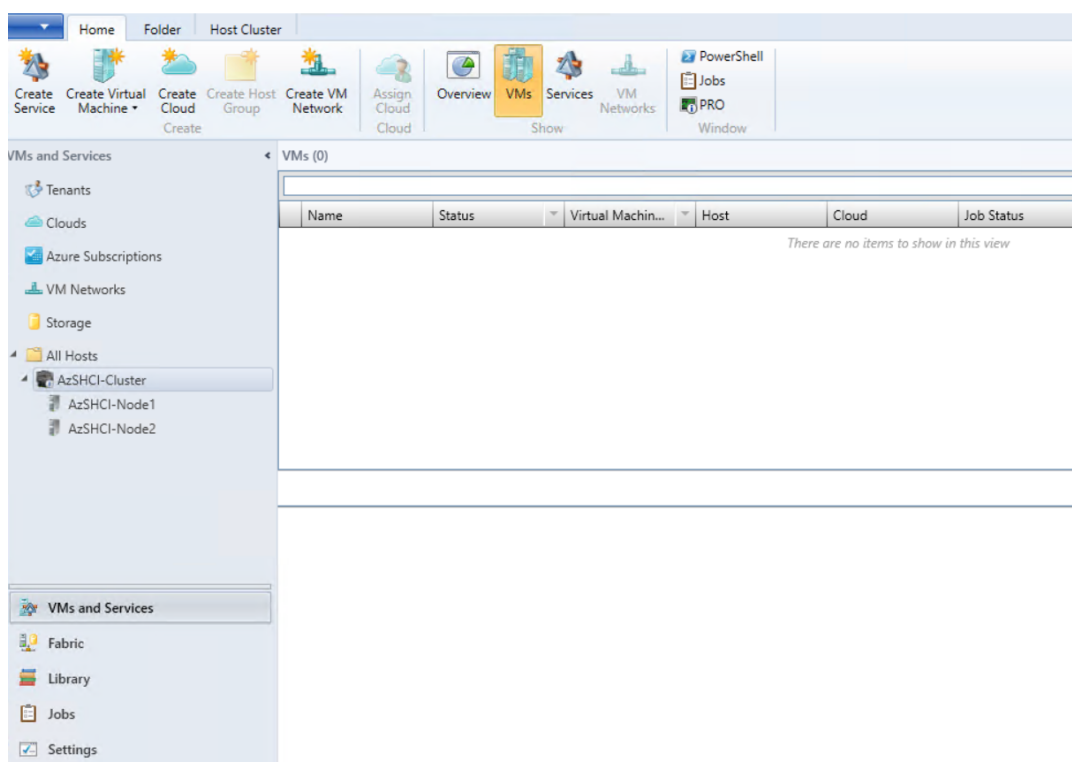 Home Folder Host Cluster
Create Service
Create Virtual Machine
Create Cloud
Create Host Group
Create VM Network
Assign Cloud
Overview
VMs
Services
VM Networks
PowerShell
Jobs
PRO
Create Cloud Show Window
VMs and Services
VMs (0)
Tenants
Clouds
Azure Subscriptions
VM Networks
Storage
All Hosts
AzSHCI-Cluster
AzSHCI-Node1
AzSHCI-Node2
Name Status Virtual Machin... Host Cloud Job Status
There are no items to show in this view
VMs and Services
Fabric
Library
Jobs
Settings